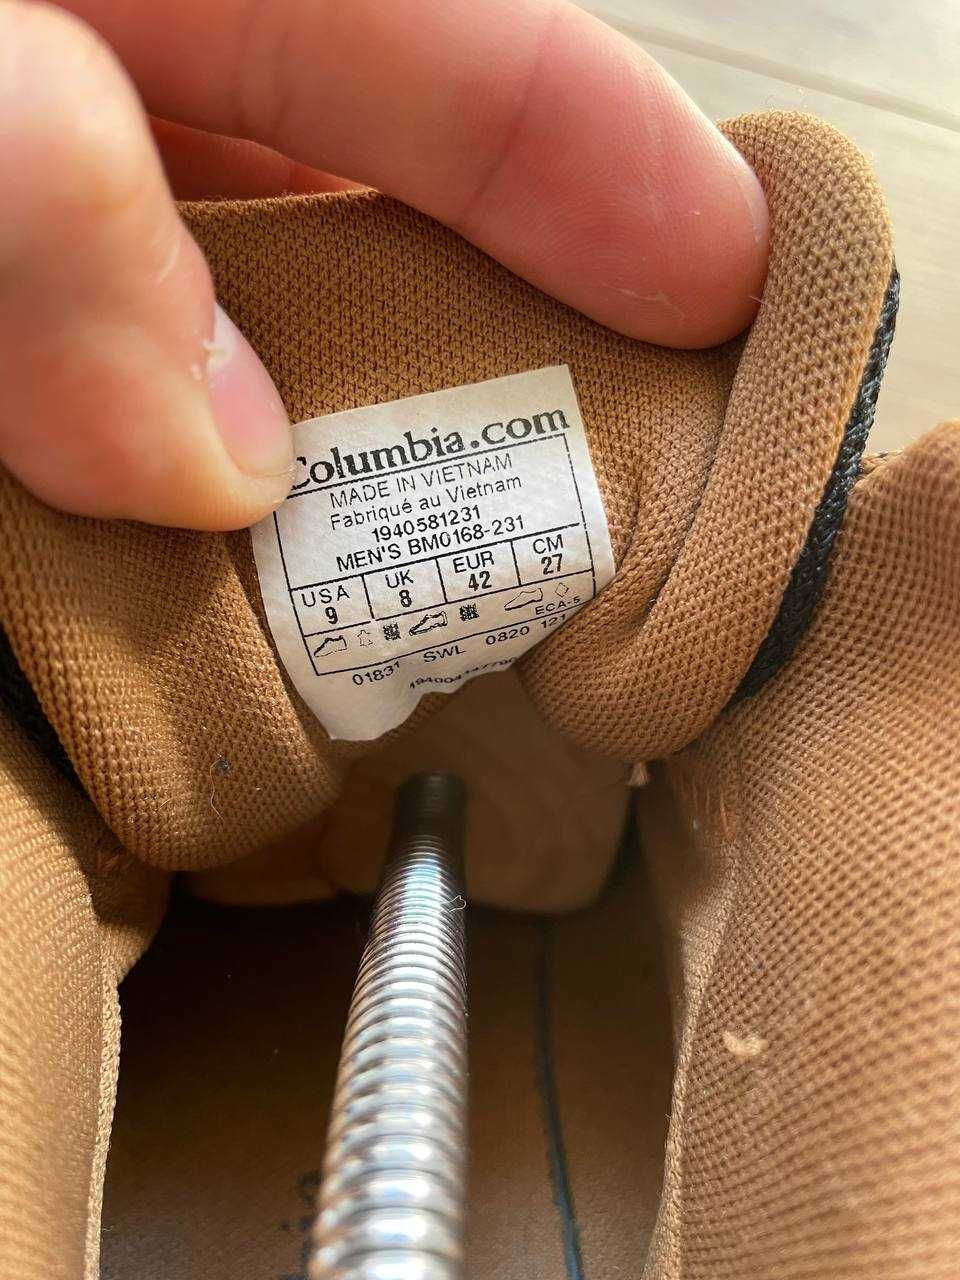 Columbia.com
MADE IN VIETNAM
Fabriqué au Vietnam
1940581231
MEN'S BM0168-231
USA UK EUR CM
9 8 42 27
ECA-5
01831 SWL 0820 121